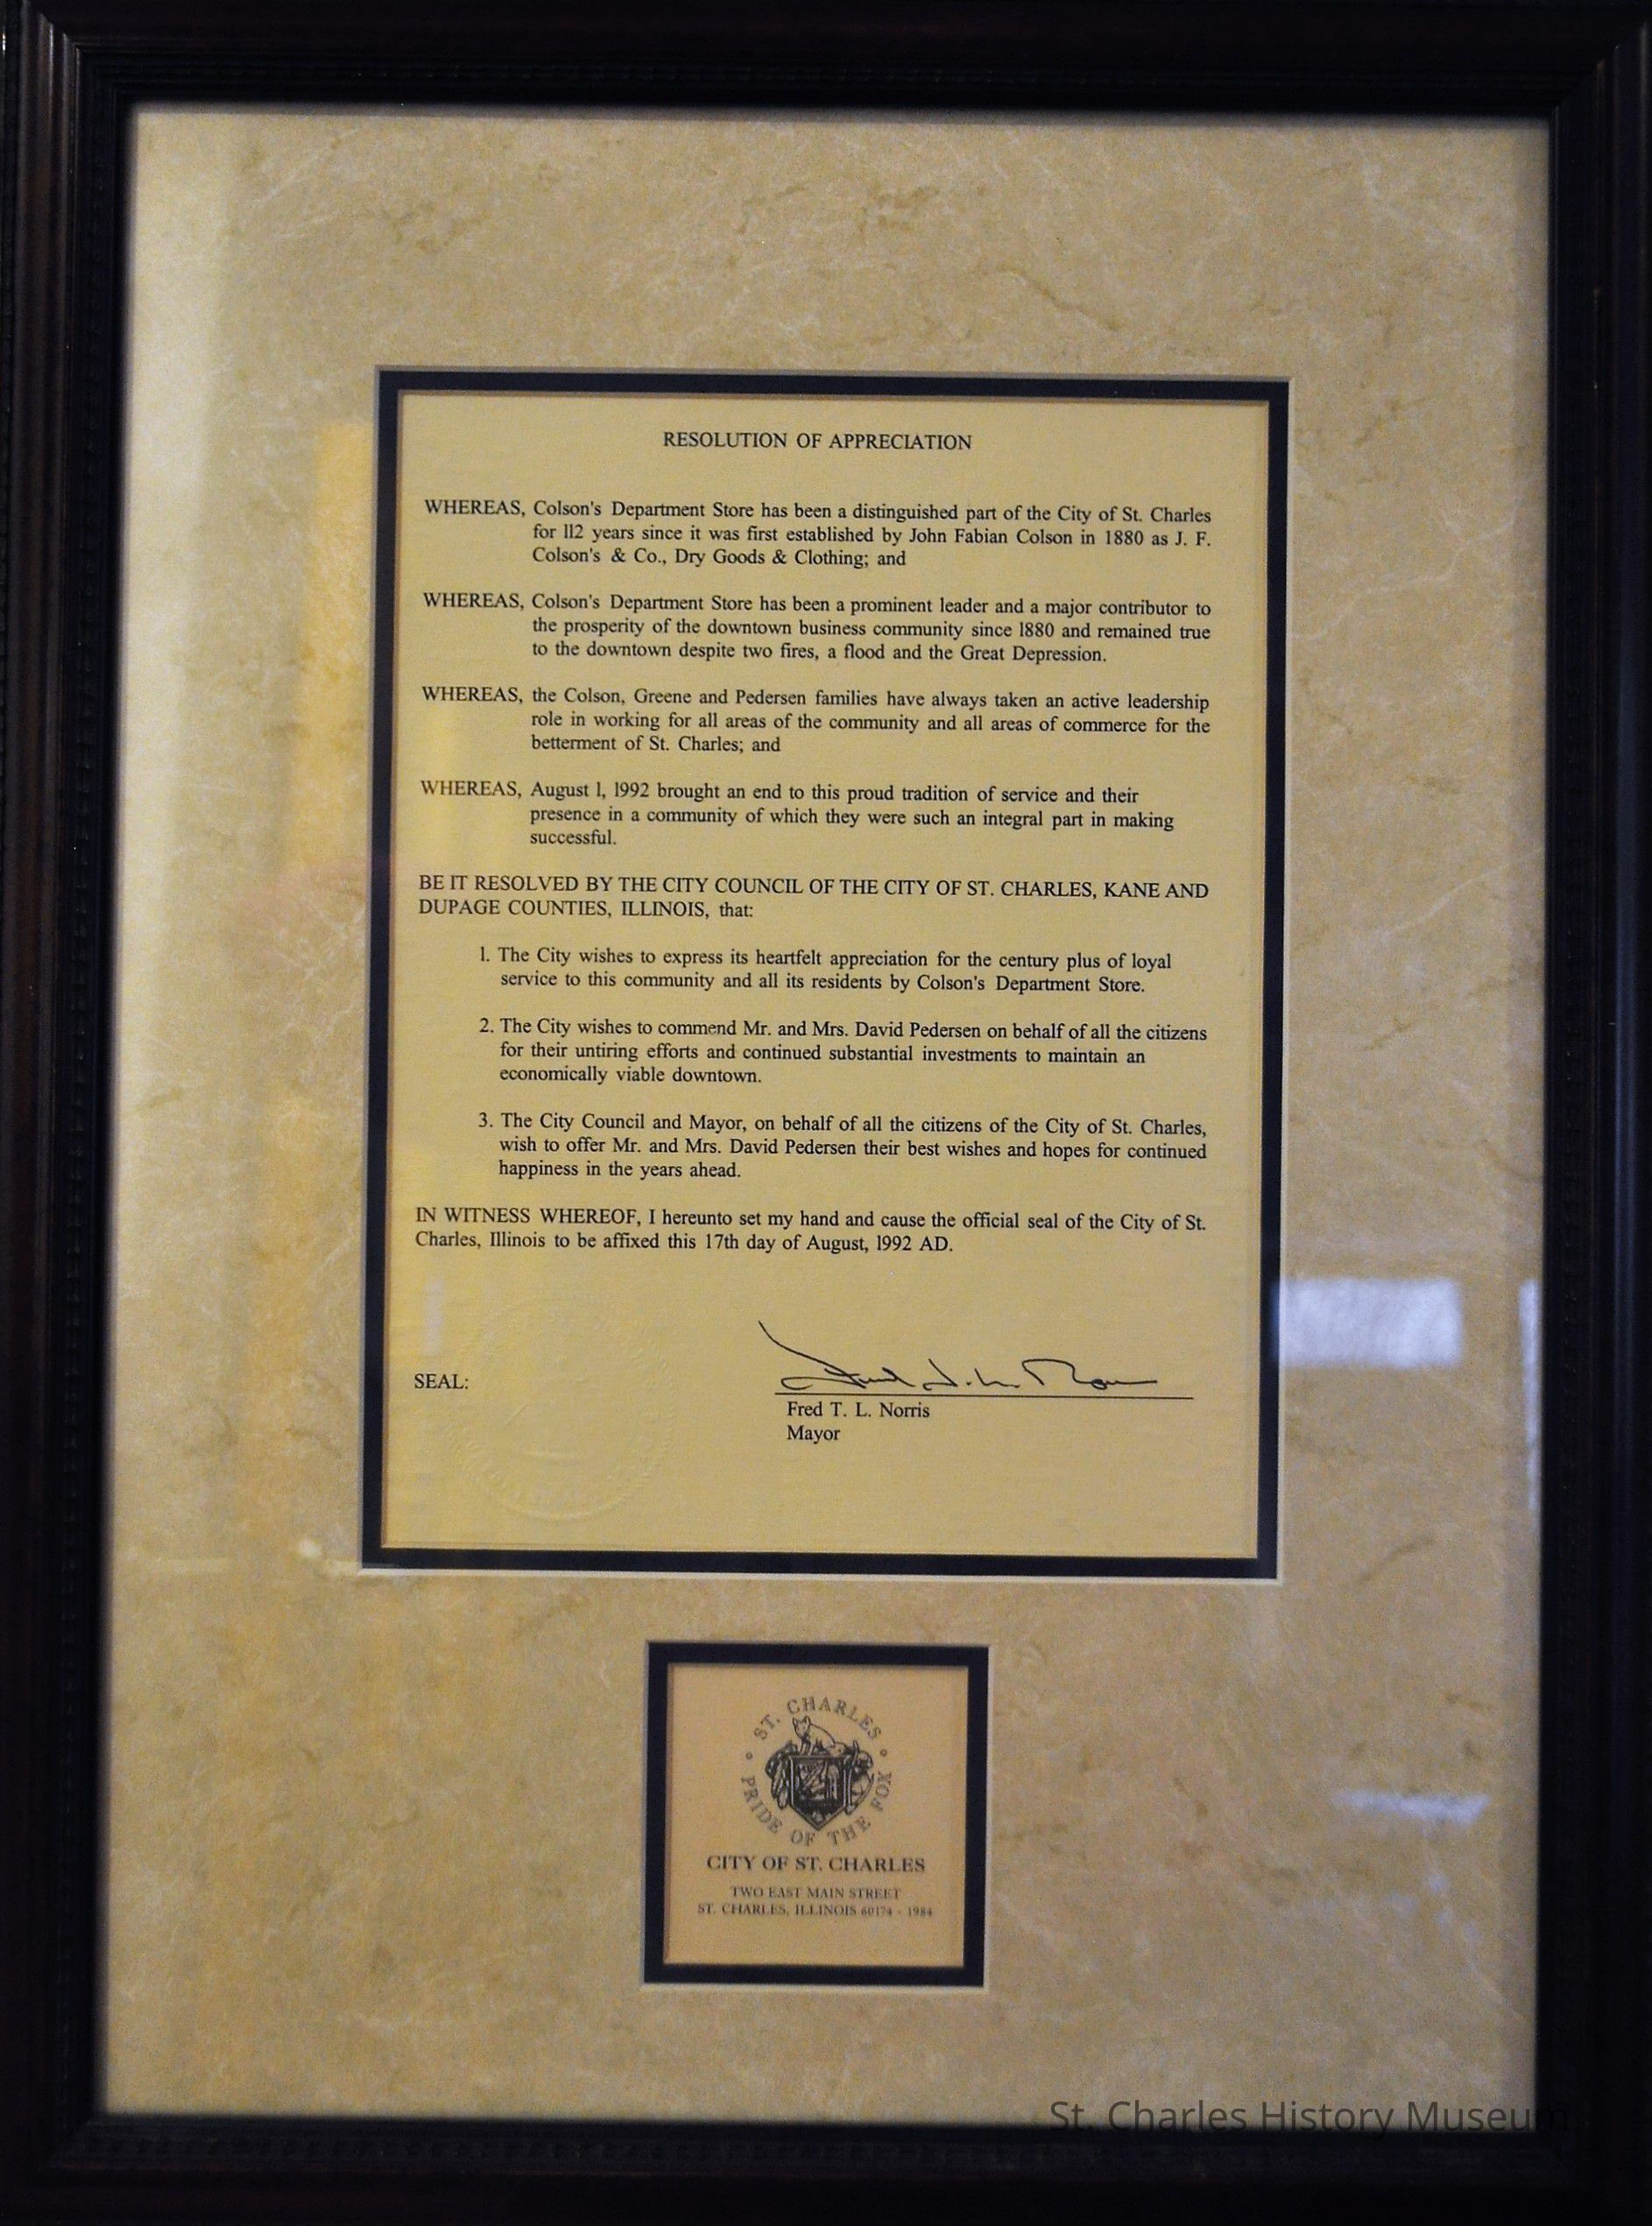 RESOLUTION OF APPRECIATION
WHEREAS, Colson's Department Store has been a distinguished part of the City of St. Charles
for 112 years since it was first established by John Fabian Colson in 1880 as J. F.
Colson's & Co., Dry Goods & Clothing; and
WHEREAS, Colson's Department Store has been a prominent leader and a major contributor to
the prosperity of the downtown business community since 1880 and remained true
to the downtown despite two fires, a flood and the Great Depression.
WHEREAS, the Colson, Greene and Pedersen families have always taken an active leadership
role in working for all areas of the community and all areas of commerce for the
betterment of St. Charles; and
WHEREAS, August 1, 1992 brought an end to this proud tradition of service and their
presence in a community of which they were such an integral part in making
successful.
BE IT RESOLVED BY THE CITY COUNCIL OF THE CITY OF ST. CHARLES, KANE AND
DUPAGE COUNTIES, ILLINOIS, that:
1. The City wishes to express its heartfelt appreciation for the century plus of loyal
service to this community and all its residents by Colson's Department Store.
2. The City wishes to commend Mr. and Mrs. David Pedersen on behalf of all the citizens
for their untiring efforts and continued substantial investments to maintain an
economically viable downtown.
3. The City Council and Mayor, on behalf of all the citizens of the City of St. Charles,
wish to offer Mr. and Mrs. David Pedersen their best wishes and hopes for continued
happiness in the years ahead.
IN WITNESS WHEREOF, I hereunto set my hand and cause the official seal of the City of St.
Charles, Illinois to be affixed this 17th day of August, 1992 AD.
SEAL:
Fred T. L. Norris
Mayor
ST. CHARLES
PRIDE OF THE FOX
CITY OF ST. CHARLES
TWO EAST MAIN STREET
ST. CHARLES, ILLINOIS 60174 - 1984
St. Charles History Museum